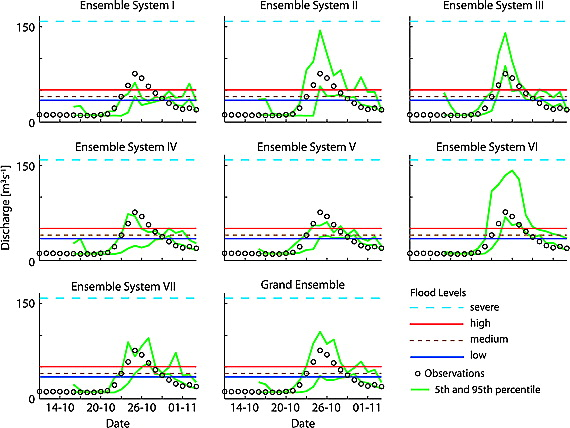 Ensemble System I
Ensemble System II
Ensemble System III
150
0
Ensemble System IV
Ensemble System V
Ensemble System VI
150
0
Discharge [m³s⁻¹]
Ensemble System VII
Grand Ensemble
150
0
14-10 20-10 26-10 01-11
14-10 20-10 26-10 01-11
Date
Date
Flood Levels
severe
high
medium
low
Observations
5th and 95th percentile